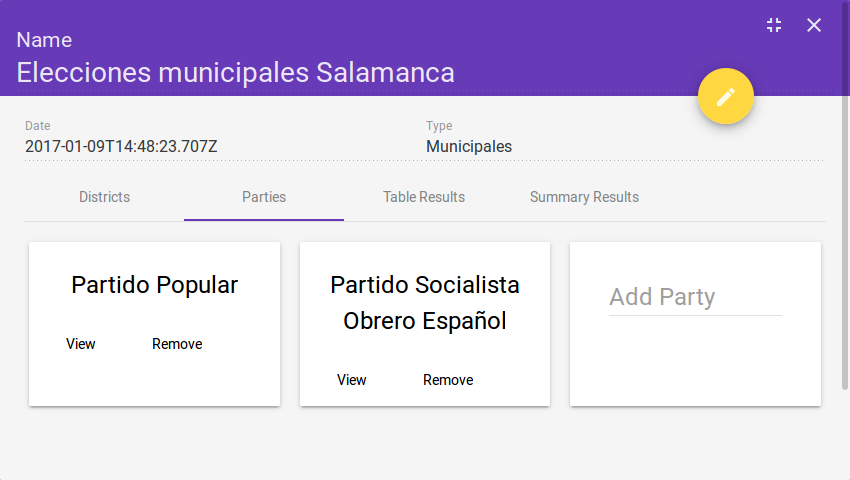 Name
Elecciones municipales Salamanca
Date
Type
2017-01-09T14:48:23.707Z
Municipales
Districts
Parties
Table Results
Summary Results
Partido Popular
View
Remove
Partido Socialista
Obrero Español
View
Remove
Add Party